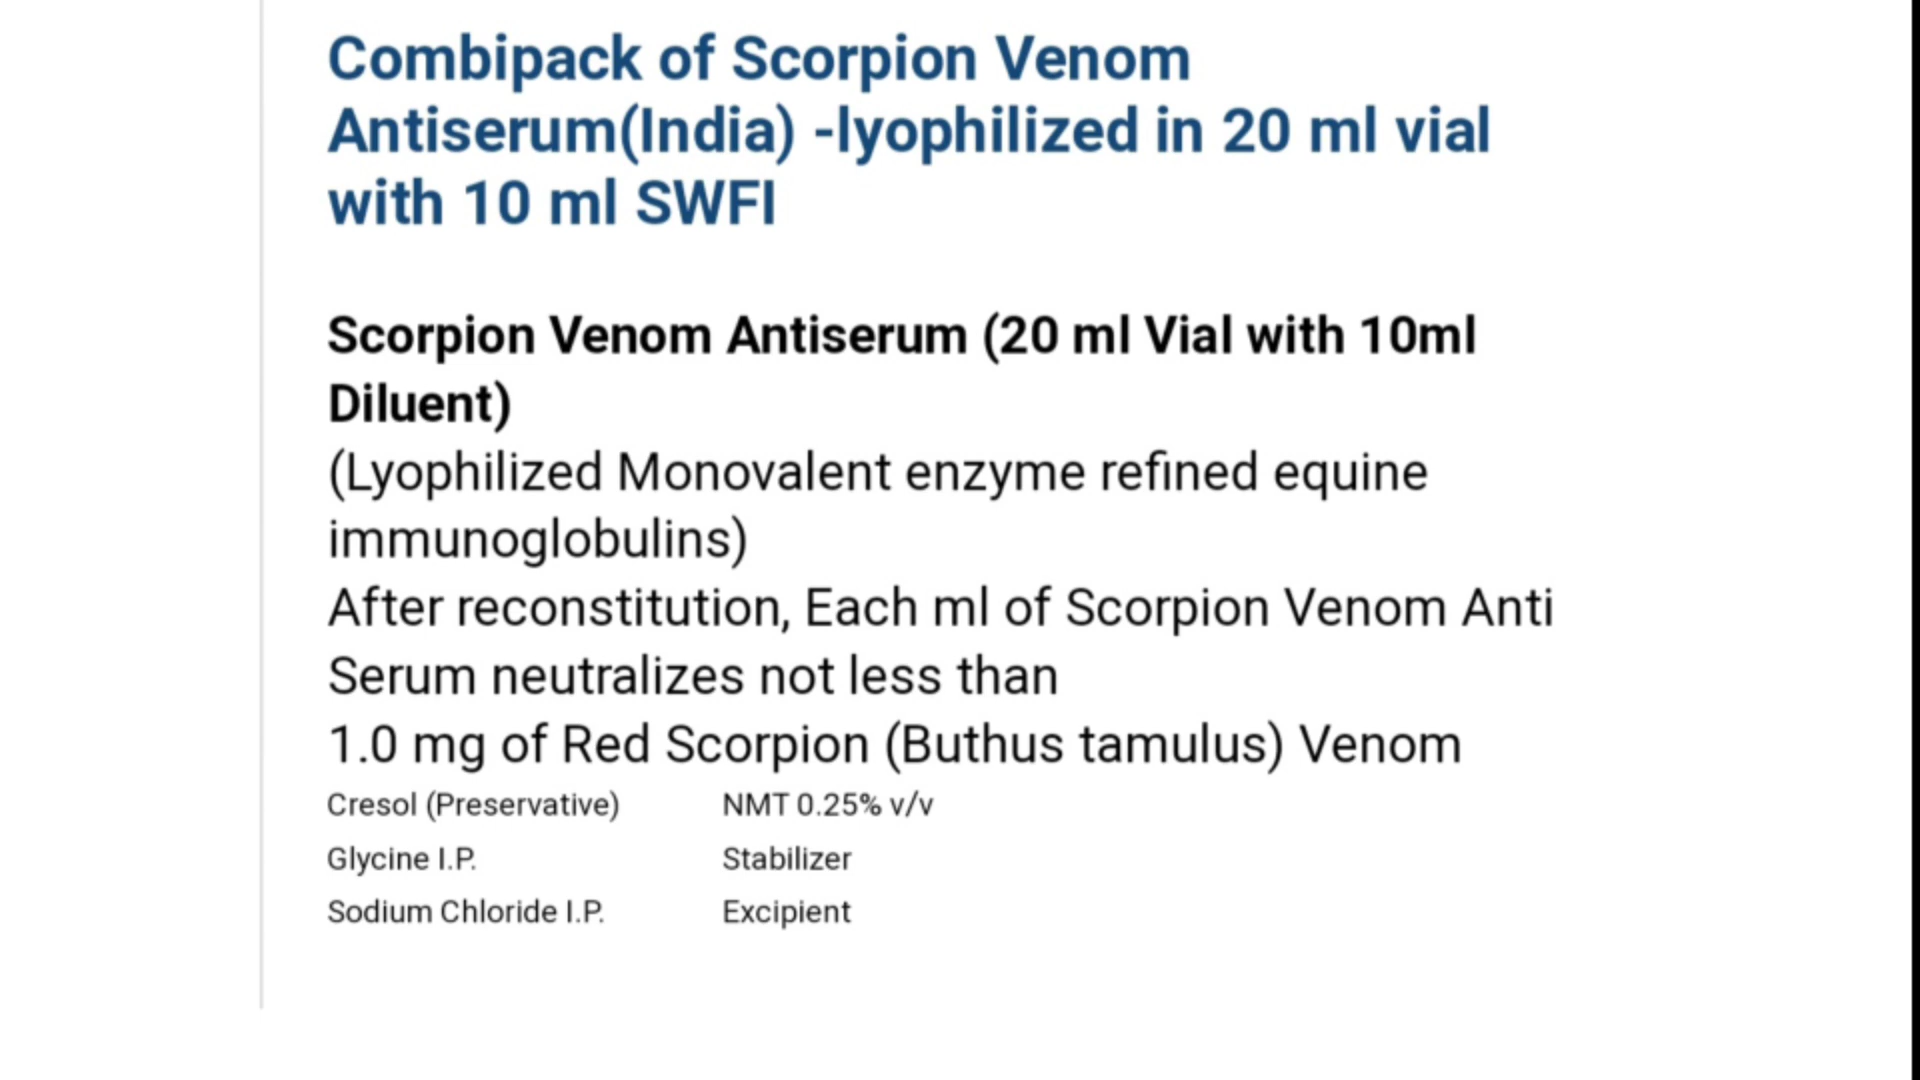 Combipack of Scorpion Venom
Antiserum(India) -lyophilized in 20 ml vial
with 10 ml SWFI
Scorpion Venom Antiserum (20 ml Vial with 10ml
Diluent)
(Lyophilized Monovalent enzyme refined equine
immunoglobulins)
After reconstitution, Each ml of Scorpion Venom Anti
Serum neutralizes not less than
1.0 mg of Red Scorpion (Buthus tamulus) Venom
Cresol (Preservative) NMT 0.25% v/v
Glycine I.P. Stabilizer
Sodium Chloride I.P. Excipient